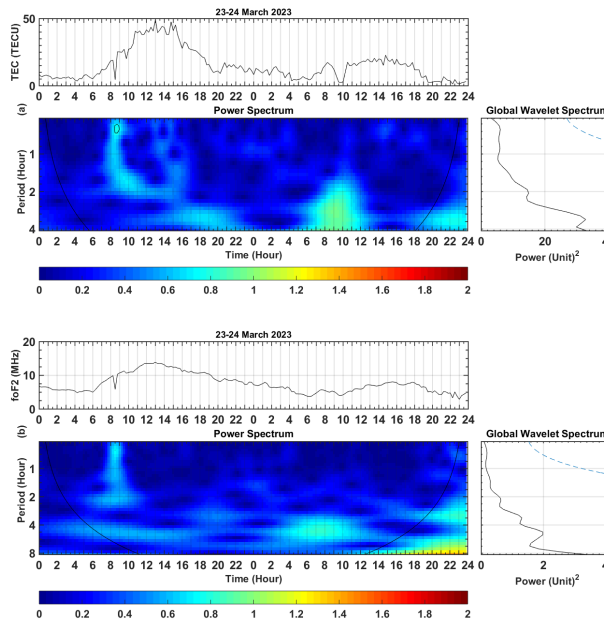 23-24 March 2023
TEC (TECU)
50
0
0 2 4 6 8 10 12 14 16 18 20 22 0 2 4 6 8 10 12 14 16 18 20 22 24
(a)
Power Spectrum
Global Wavelet Spectrum
Period (Hour)
1
2
4
0 2 4 6 8 10 12 14 16 18 20 22 0 2 4 6 8 10 12 14 16 18 20 22 24
Time (Hour)
0 20 4
Power (Unit)²
0 0.2 0.4 0.6 0.8 1 1.2 1.4 1.6 1.8 2
23-24 March 2023
foF2 (MHz)
20
10
0
0 2 4 6 8 10 12 14 16 18 20 22 0 2 4 6 8 10 12 14 16 18 20 22 24
(b)
Power Spectrum
Global Wavelet Spectrum
Period (Hour)
1
2
4
8
0 2 4 6 8 10 12 14 16 18 20 22 0 2 4 6 8 10 12 14 16 18 20 22 24
Time (Hour)
0 2 4
Power (Unit)²
0 0.2 0.4 0.6 0.8 1 1.2 1.4 1.6 1.8 2